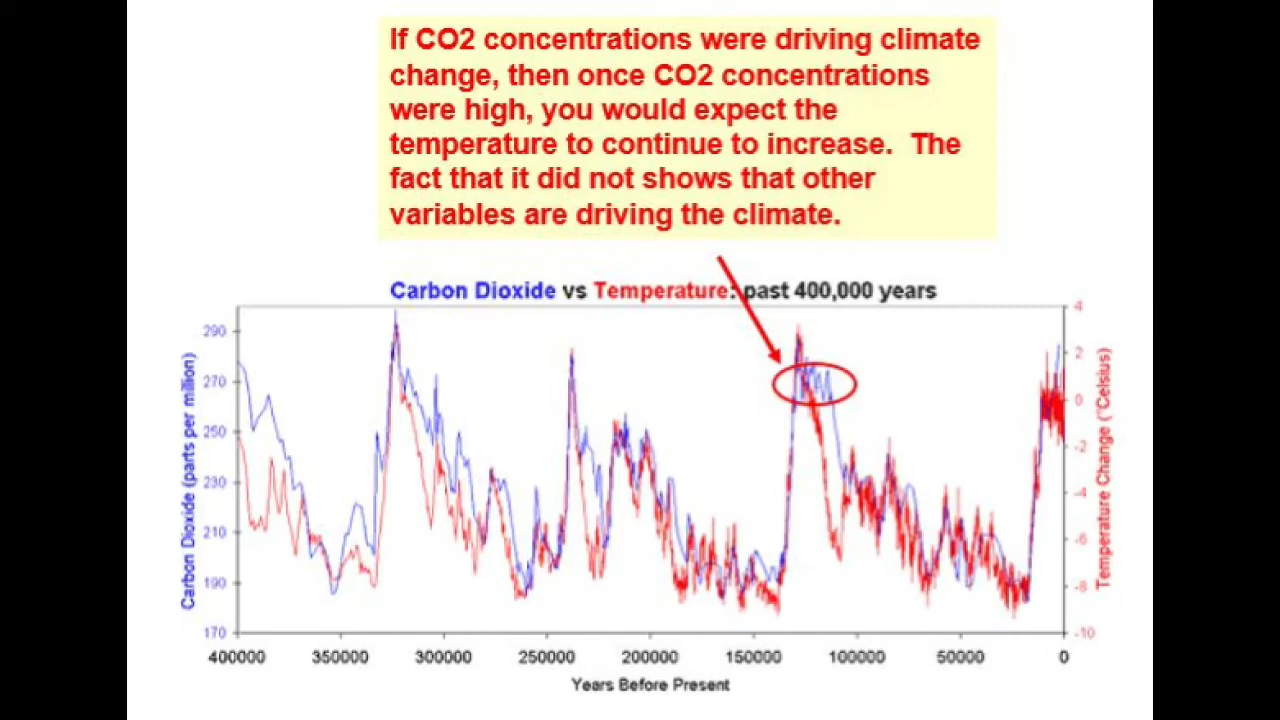 If CO2 concentrations were driving climate
change, then once CO2 concentrations
were high, you would expect the
temperature to continue to increase. The
fact that it did not shows that other
variables are driving the climate.
Carbon Dioxide vs Temperature: past 400,000 years
Carbon Dioxide (parts per million)
290
270
250
230
210
190
170
4
2
0
-2
-4
-6
-8
-10
Temperature Change (°Celsius)
400000 350000 300000 250000 200000 150000 100000 50000 0
Years Before Present